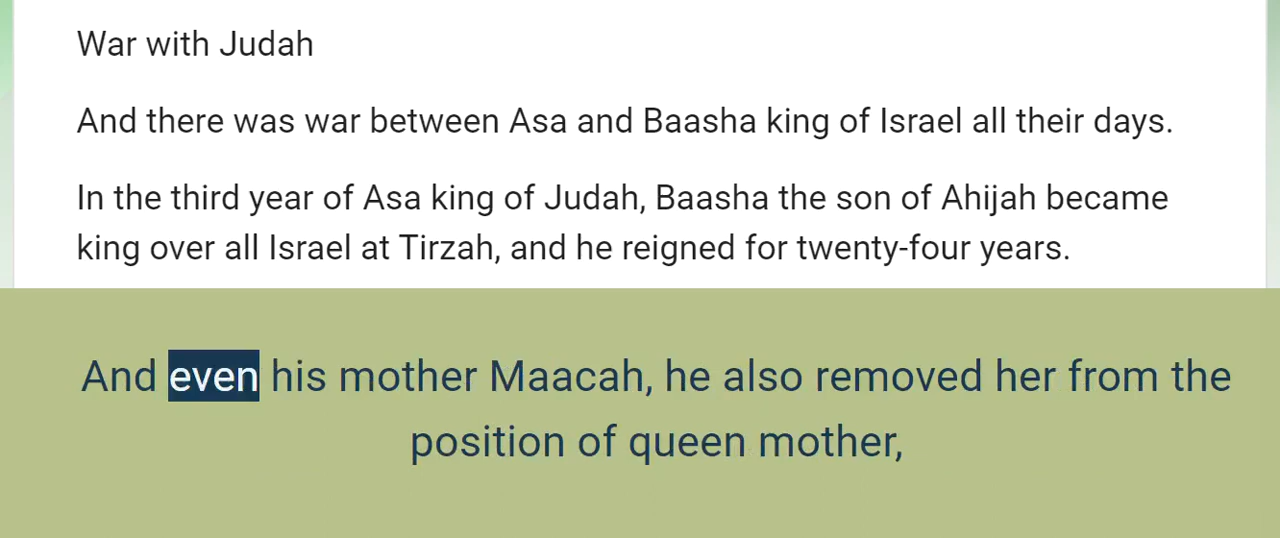 War with Judah
And there was war between Asa and Baasha king of Israel all their days.
In the third year of Asa king of Judah, Baasha the son of Ahijah became
king over all Israel at Tirzah, and he reigned for twenty-four years.
And even his mother Maacah, he also removed her from the
position of queen mother,